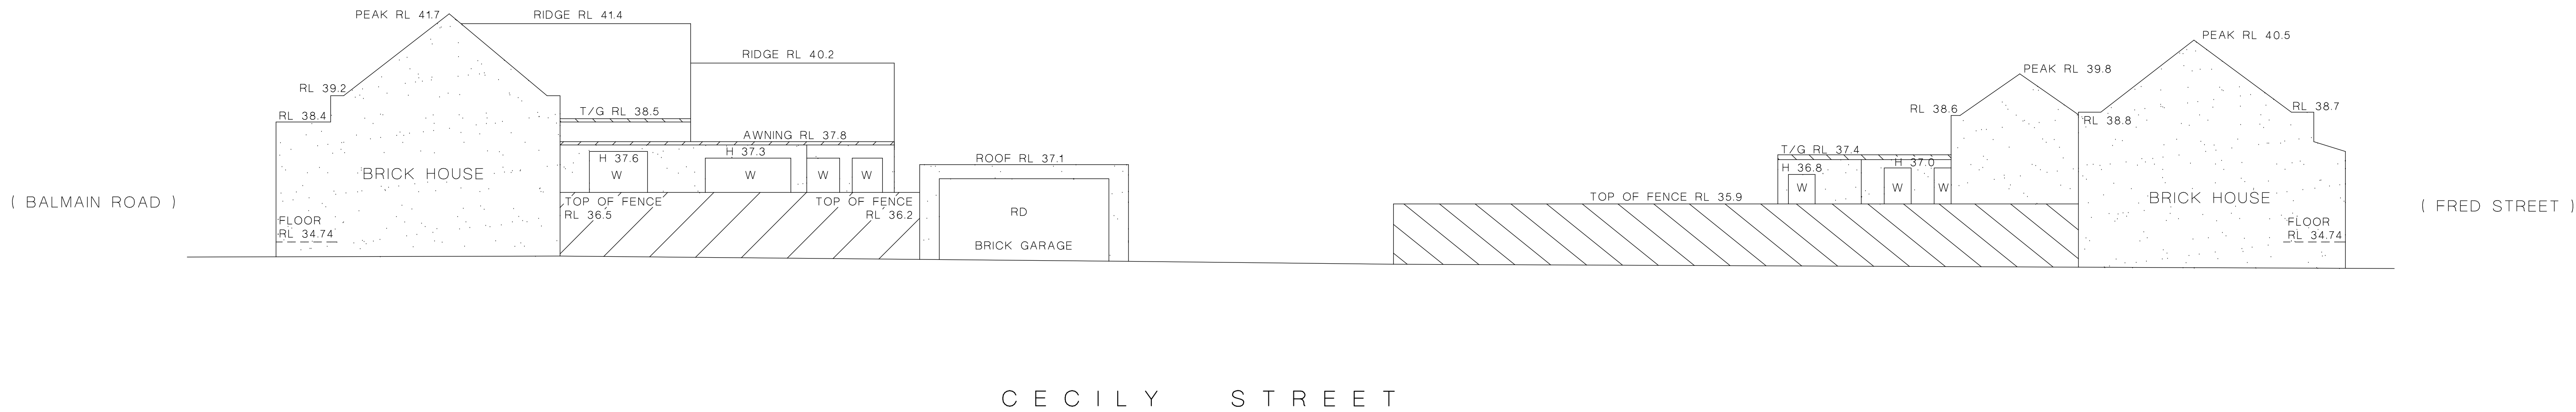 PEAK RL 41.7
RIDGE RL 41.4
RIDGE RL 40.2
RL 39.2
RL 38.4
T/G RL 38.5
AWNING RL 37.8
H 37.6
W
H 37.3
W
W
W
BRICK HOUSE
( BALMAIN ROAD )
FLOOR
RL 34.74
TOP OF FENCE
RL 36.5
TOP OF FENCE
RL 36.2
ROOF RL 37.1
RD
BRICK GARAGE
TOP OF FENCE RL 35.9
T/G RL 37.4
H 36.8
W
H 37.0
W
W
RL 38.6
PEAK RL 39.8
RL 38.8
PEAK RL 40.5
RL 38.7
BRICK HOUSE
FLOOR
RL 34.74
( FRED STREET )
CECILY STREET